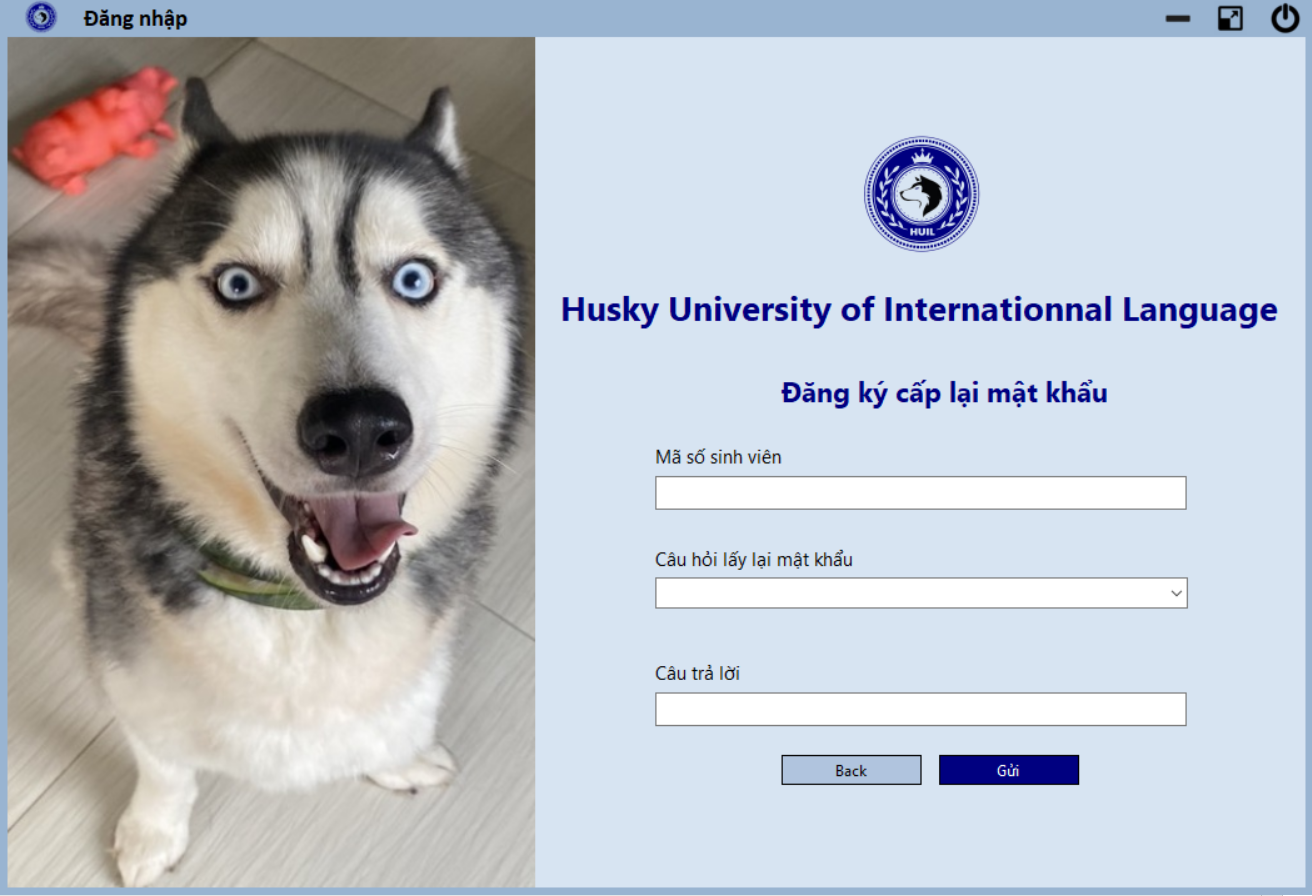 Đăng nhập
HUIL
Husky University of Internationnal Language
Đăng ký cấp lại mật khẩu
Mã số sinh viên
Câu hỏi lấy lại mật khẩu
Câu trả lời
Back
Gửi